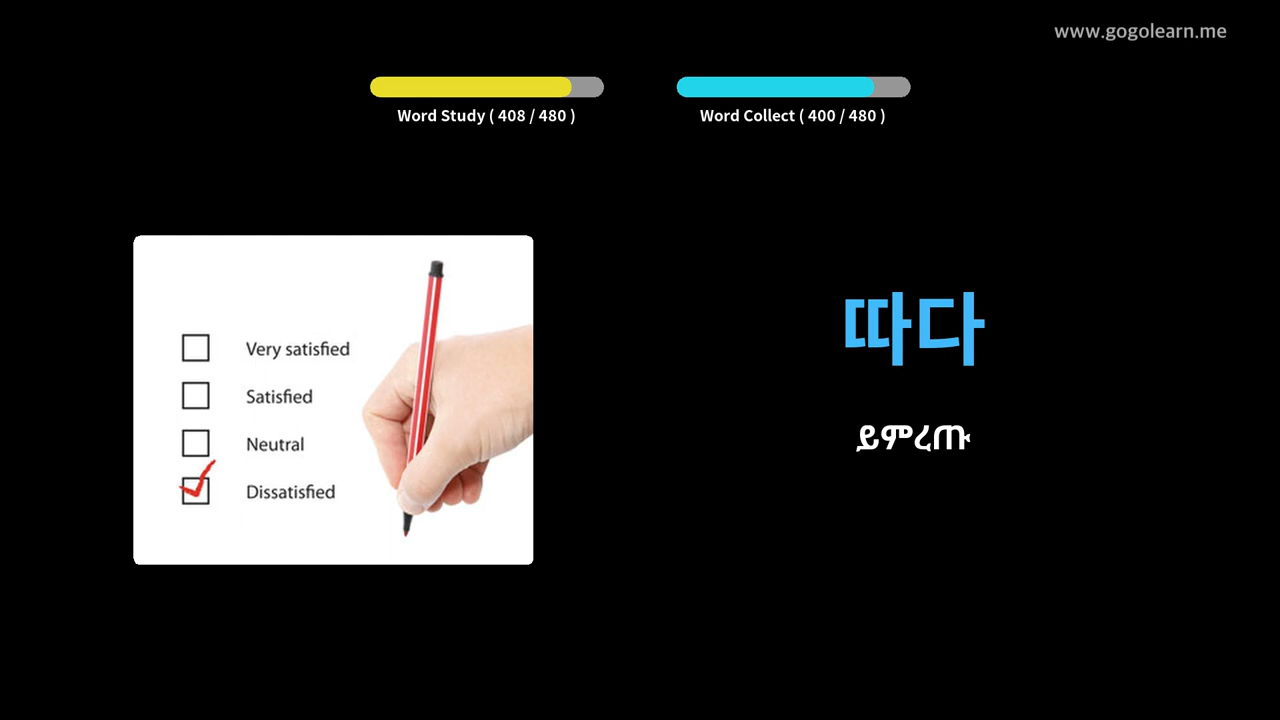 www.gogolearn.me
Word Study ( 408 / 480 )
Word Collect ( 400 / 480 )
Very satisfied
Satisfied
Neutral
Dissatisfied
따다
ይምረጡ